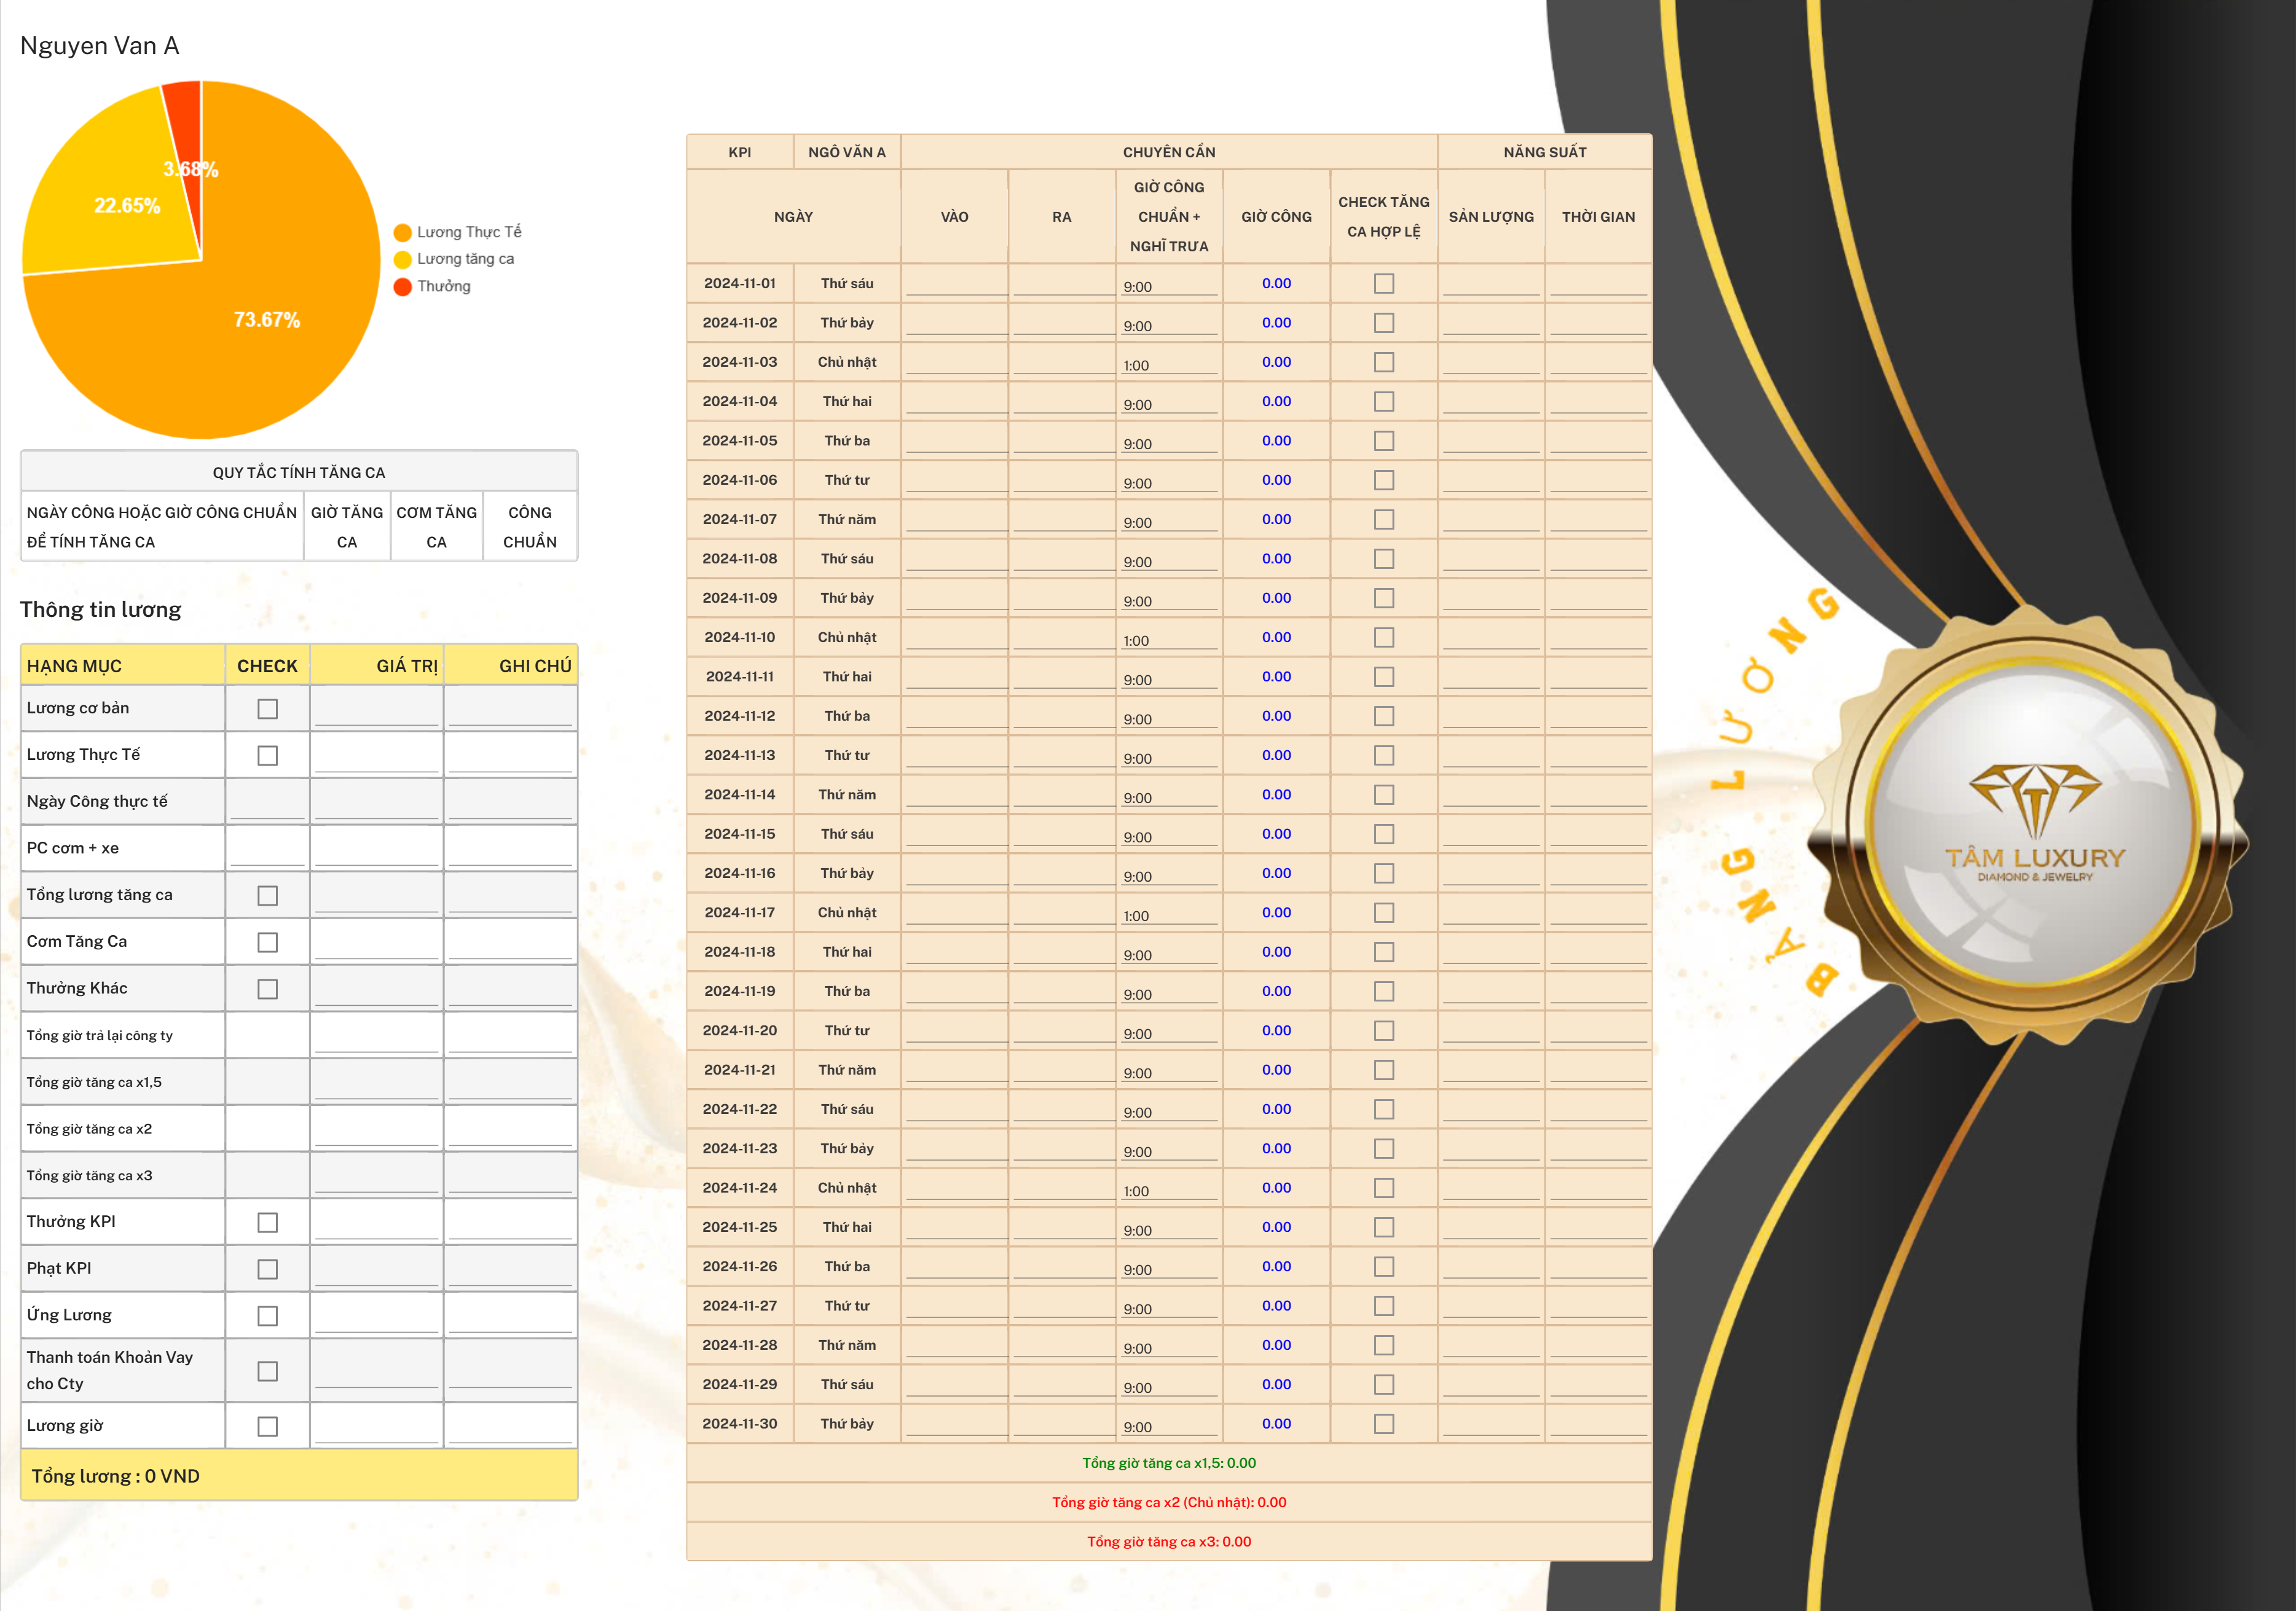 Nguyen Van A
3.68%
22.65%
73.67%
Lương Thực Tế
Lương tăng ca
Thưởng
QUY TẮC TÍNH TĂNG CA
NGÀY CÔNG HOẶC GIỜ CÔNG CHUẨN ĐỂ TÍNH TĂNG CA
GIỜ TĂNG CA
CƠM TĂNG CA
CÔNG CHUẨN
Thông tin lương
HẠNG MỤC CHECK GIÁ TRỊ GHI CHÚ
Lương cơ bản
Lương Thực Tế
Ngày Công thực tế
PC cơm + xe
Tổng lương tăng ca
Cơm Tăng Ca
Thưởng Khác
Tổng giờ trả lại công ty
Tổng giờ tăng ca x1,5
Tổng giờ tăng ca x2
Tổng giờ tăng ca x3
Thưởng KPI
Phạt KPI
Ứng Lương
Thanh toán Khoản Vay
cho Cty
Lương giờ
Tổng lương : 0 VND
KPI NGÔ VĂN A CHUYÊN CẦN NĂNG SUẤT
NGÀY VÀO RA GIỜ CÔNG CHUẨN + NGHĨ TRƯA GIỜ CÔNG CHECK TĂNG CA HỢP LỆ SẢN LƯỢNG THỜI GIAN
2024-11-01 Thứ sáu 9:00 0.00
2024-11-02 Thứ bảy 9:00 0.00
2024-11-03 Chủ nhật 1:00 0.00
2024-11-04 Thứ hai 9:00 0.00
2024-11-05 Thứ ba 9:00 0.00
2024-11-06 Thứ tư 9:00 0.00
2024-11-07 Thứ năm 9:00 0.00
2024-11-08 Thứ sáu 9:00 0.00
2024-11-09 Thứ bảy 9:00 0.00
2024-11-10 Chủ nhật 1:00 0.00
2024-11-11 Thứ hai 9:00 0.00
2024-11-12 Thứ ba 9:00 0.00
2024-11-13 Thứ tư 9:00 0.00
2024-11-14 Thứ năm 9:00 0.00
2024-11-15 Thứ sáu 9:00 0.00
2024-11-16 Thứ bảy 9:00 0.00
2024-11-17 Chủ nhật 1:00 0.00
2024-11-18 Thứ hai 9:00 0.00
2024-11-19 Thứ ba 9:00 0.00
2024-11-20 Thứ tư 9:00 0.00
2024-11-21 Thứ năm 9:00 0.00
2024-11-22 Thứ sáu 9:00 0.00
2024-11-23 Thứ bảy 9:00 0.00
2024-11-24 Chủ nhật 1:00 0.00
2024-11-25 Thứ hai 9:00 0.00
2024-11-26 Thứ ba 9:00 0.00
2024-11-27 Thứ tư 9:00 0.00
2024-11-28 Thứ năm 9:00 0.00
2024-11-29 Thứ sáu 9:00 0.00
2024-11-30 Thứ bảy 9:00 0.00
Tổng giờ tăng ca x1,5: 0.00
Tổng giờ tăng ca x2 (Chủ nhật): 0.00
Tổng giờ tăng ca x3: 0.00
BẢNG LƯƠNG
TÂM LUXURY
DIAMOND & JEWELRY